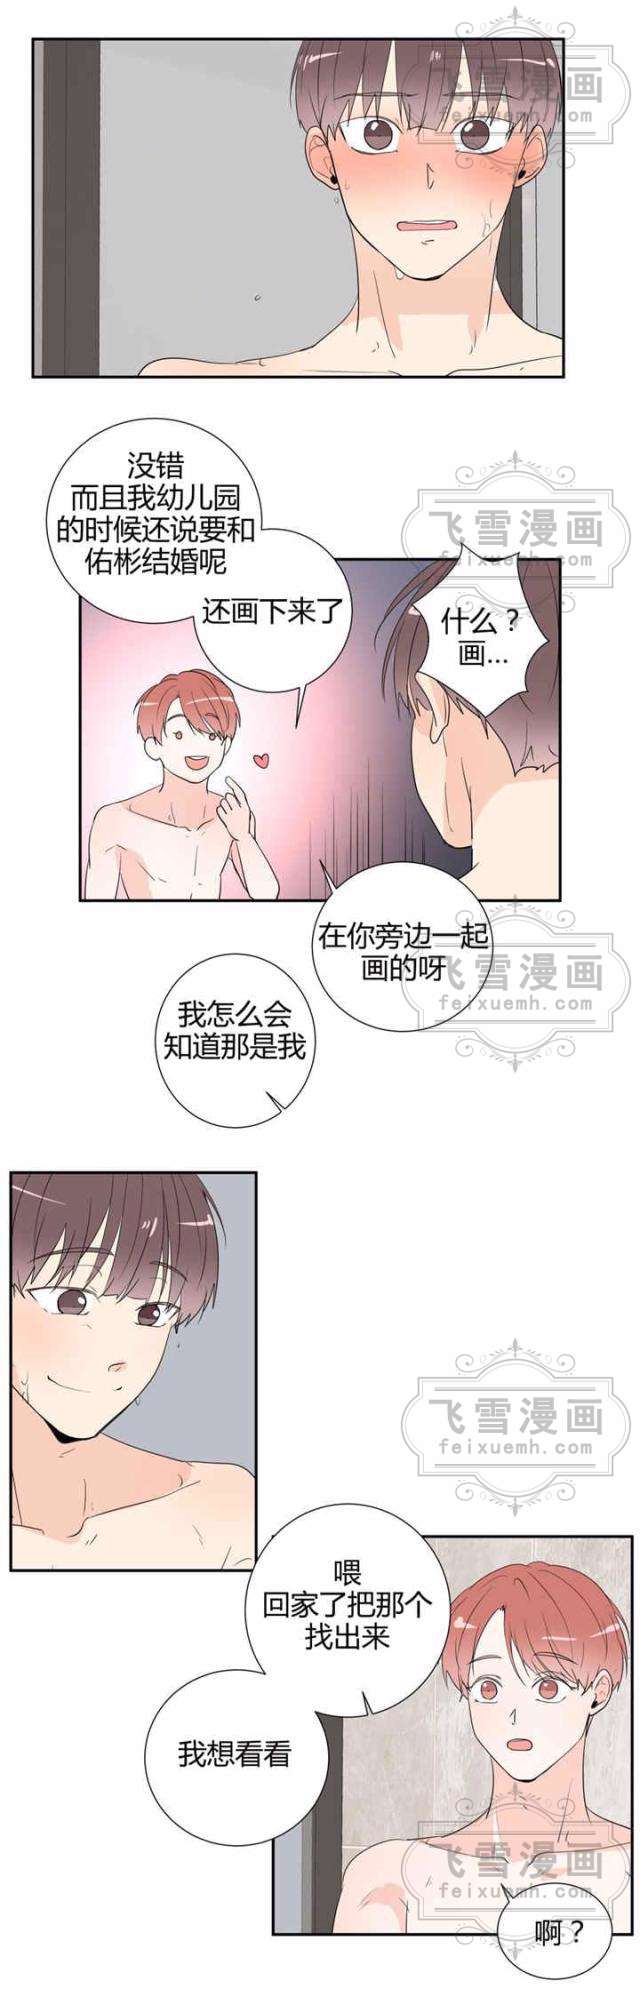 飞雪漫画
feixuemh.com
没错
而且我幼儿园
的时候还说要和
佑彬结婚呢
还画下来了
飞雪漫画
feixuemh.com
什么？
画…
在你旁边一起
画的呀
飞雪漫画
feixuemh.com
我怎么会
知道那是我
飞雪漫画
feixuemh.com
喂
回家了把那个
找出来
我想看看
飞雪漫画
feixuemh.com
啊？